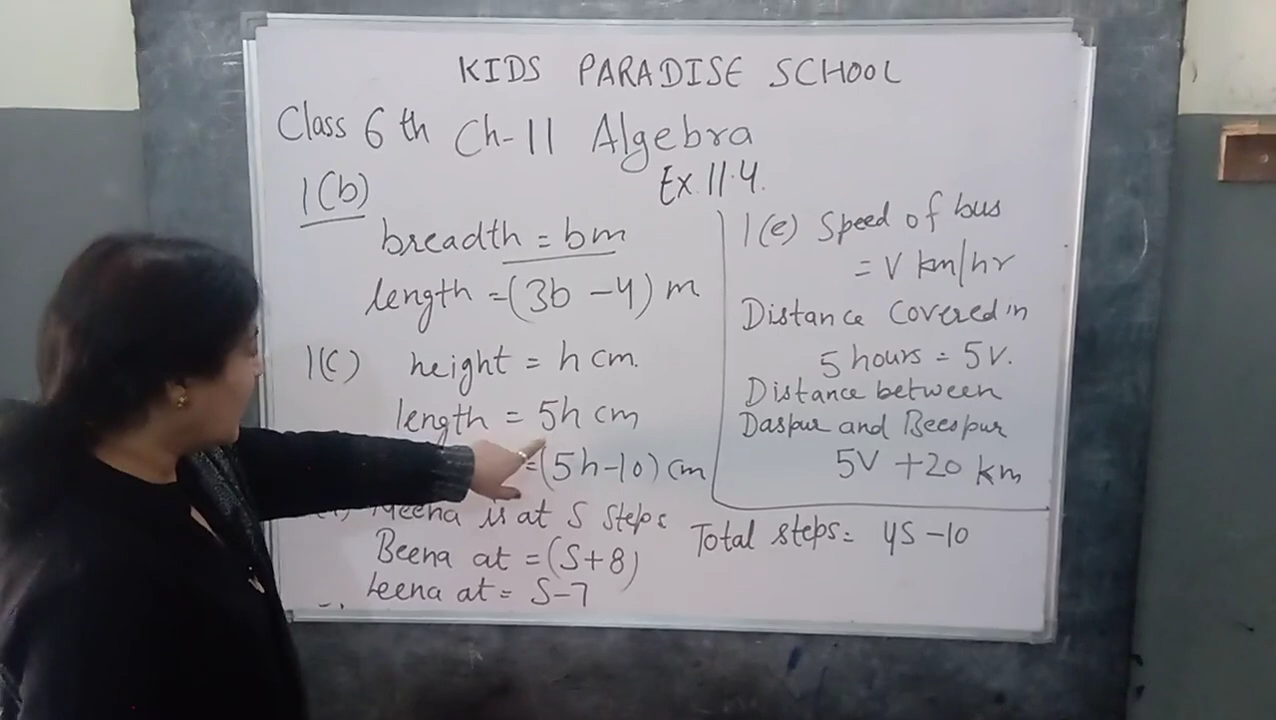 KIDS PARADISE SCHOOL
Class 6th Ch-11 Algebra
Ex.11.4.
1(b)
breadth = bm
length = (3b - 4) m
1(c) height = h cm.
length = 5h cm
= (5h-10) cm
Meena is at S steps
Beena at = (S+8)
Leena at = S-7
1(e) Speed of bus
= V km/hr
Distance Covered in
5 hours = 5V.
Distance between
Daspur and Beespur
5V + 20 km
Total steps = 4S - 10